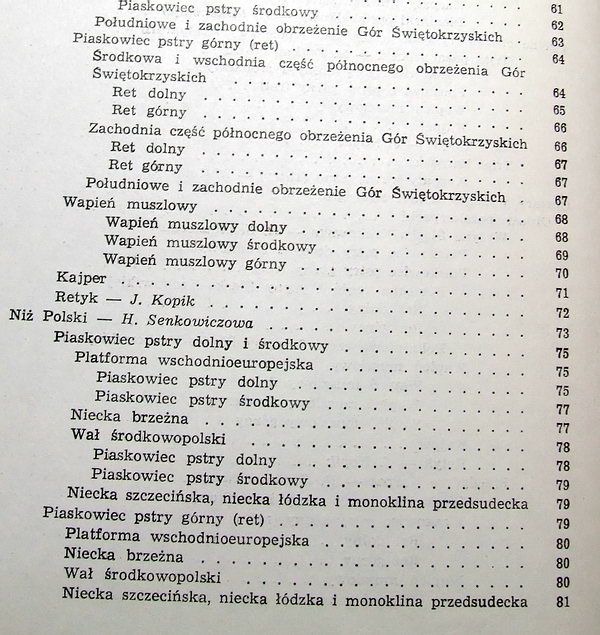 61
Piaskowiec pstry środkowy . . . . . . . . . . 62
Południowe i zachodnie obrzeżenie Gór Świętokrzyskich 63
Piaskowiec pstry górny (ret) . . . . . . . . . . 64
Środkowa i wschodnia część północnego obrzeżenia Gór
Świętokrzyskich . . . . . . . . . . 64
Ret dolny . . . . . . . . . . 65
Ret górny . . . . . . . . . . 66
Zachodnia część północnego obrzeżenia Gór Świętokrzyskich 66
Ret dolny . . . . . . . . . . 67
Ret górny . . . . . . . . . . 67
Południowe i zachodnie obrzeżenie Gór Świętokrzyskich . 67
Wapień muszlowy . . . . . . . . . . 68
Wapień muszlowy dolny . . . . . . . . . . 68
Wapień muszlowy środkowy . . . . . . . . . . 69
Wapień muszlowy górny . . . . . . . . . . 70
Kajper . . . . . . . . . . 71
Retyk — J. Kopik . . . . . . . . . . 72
Niż Polski — H. Senkowiczowa . . . . . . . . . . 73
Piaskowiec pstry dolny i środkowy . . . . . . . . . . 75
Platforma wschodnioeuropejska . . . . . . . . . . 75
Piaskowiec pstry dolny . . . . . . . . . . 75
Piaskowiec pstry środkowy . . . . . . . . . . 77
Niecka brzeżna . . . . . . . . . . 77
Wał środkowopolski . . . . . . . . . . 78
Piaskowiec pstry dolny . . . . . . . . . . 78
Piaskowiec pstry środkowy . . . . . . . . . . 79
Niecka szczecińska, niecka łódzka i monoklina przedsudecka 79
Piaskowiec pstry górny (ret) . . . . . . . . . . 79
Platforma wschodnioeuropejska . . . . . . . . . . 80
Niecka brzeżna . . . . . . . . . . 80
Wał środkowopolski . . . . . . . . . . 80
Niecka szczecińska, niecka łódzka i monoklina przedsudecka 81